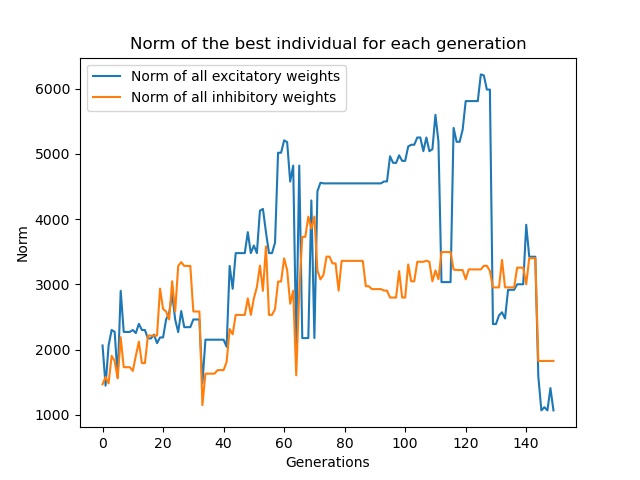 Norm of the best individual for each generation
Norm of all excitatory weights
Norm of all inhibitory weights
6000
5000
4000
3000
2000
1000
Norm
0 20 40 60 80 100 120 140
Generations